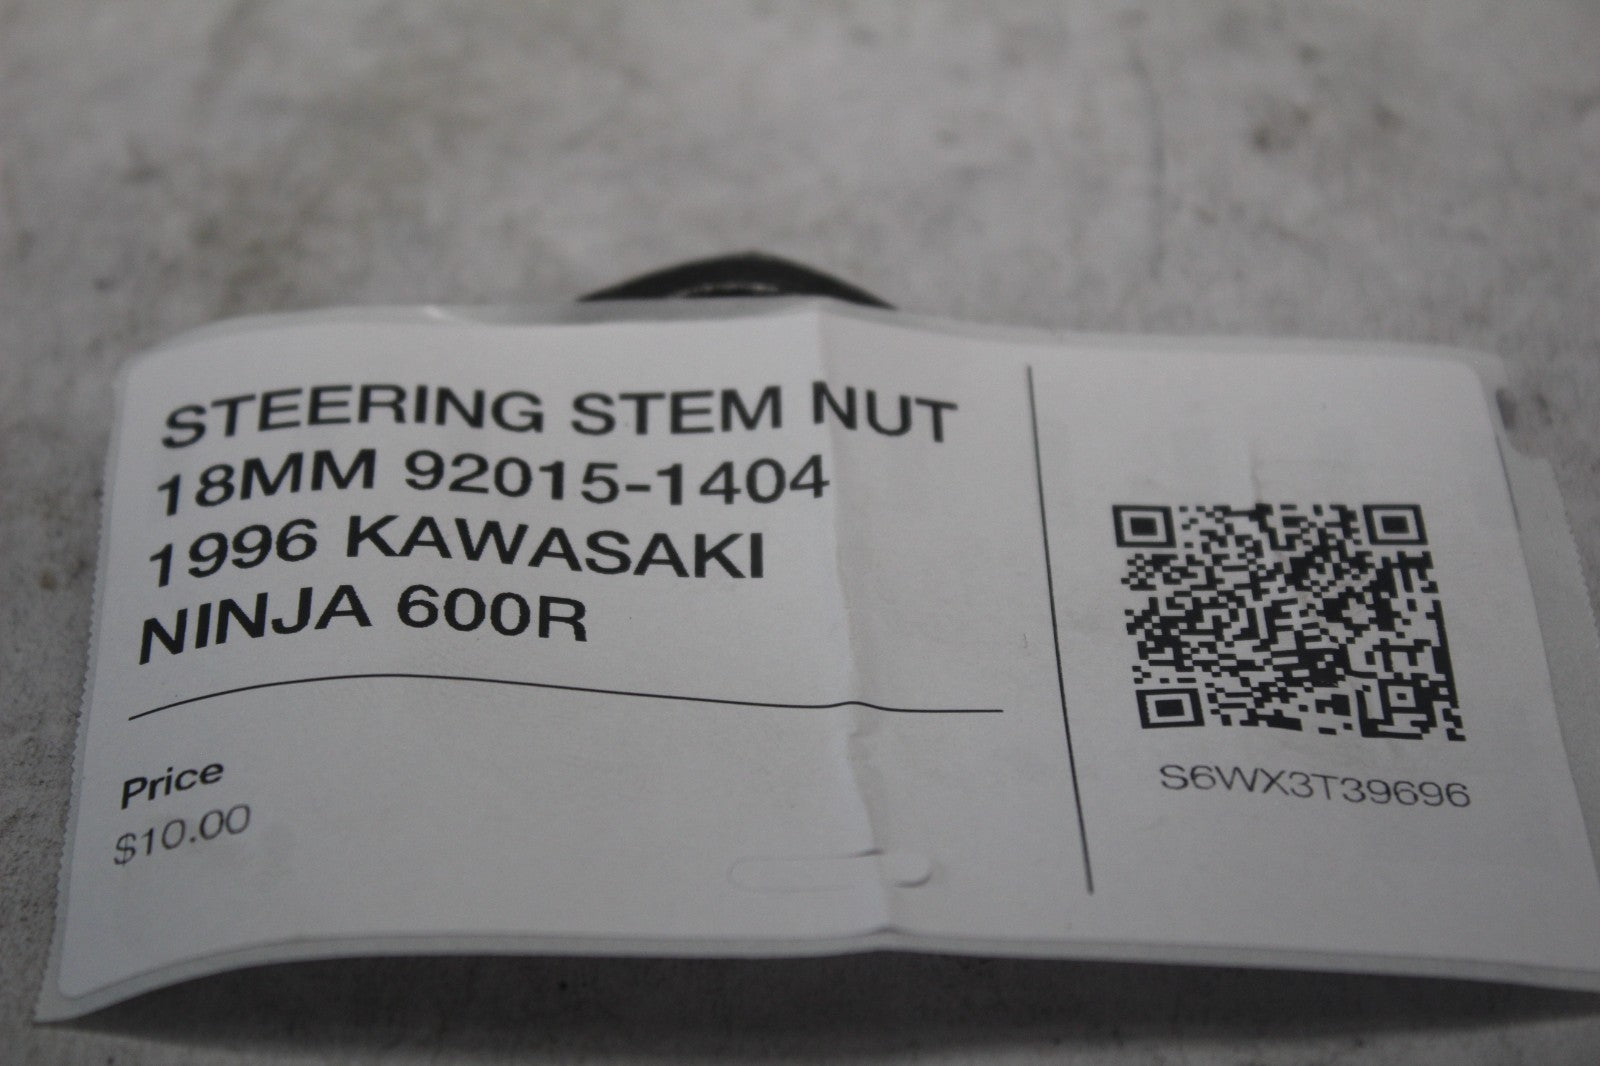 STEERING STEM NUT
18MM 92015-1404
1996 KAWASAKI
NINJA 600R
Price
$10.00
S6WX3T39696